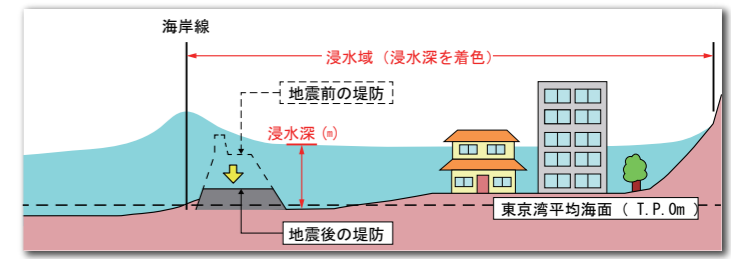 海岸線
浸水域（浸水深を着色）
地震前の堤防
浸水深(m)
東京湾平均海面（ T.P.0m ）
地震後の堤防